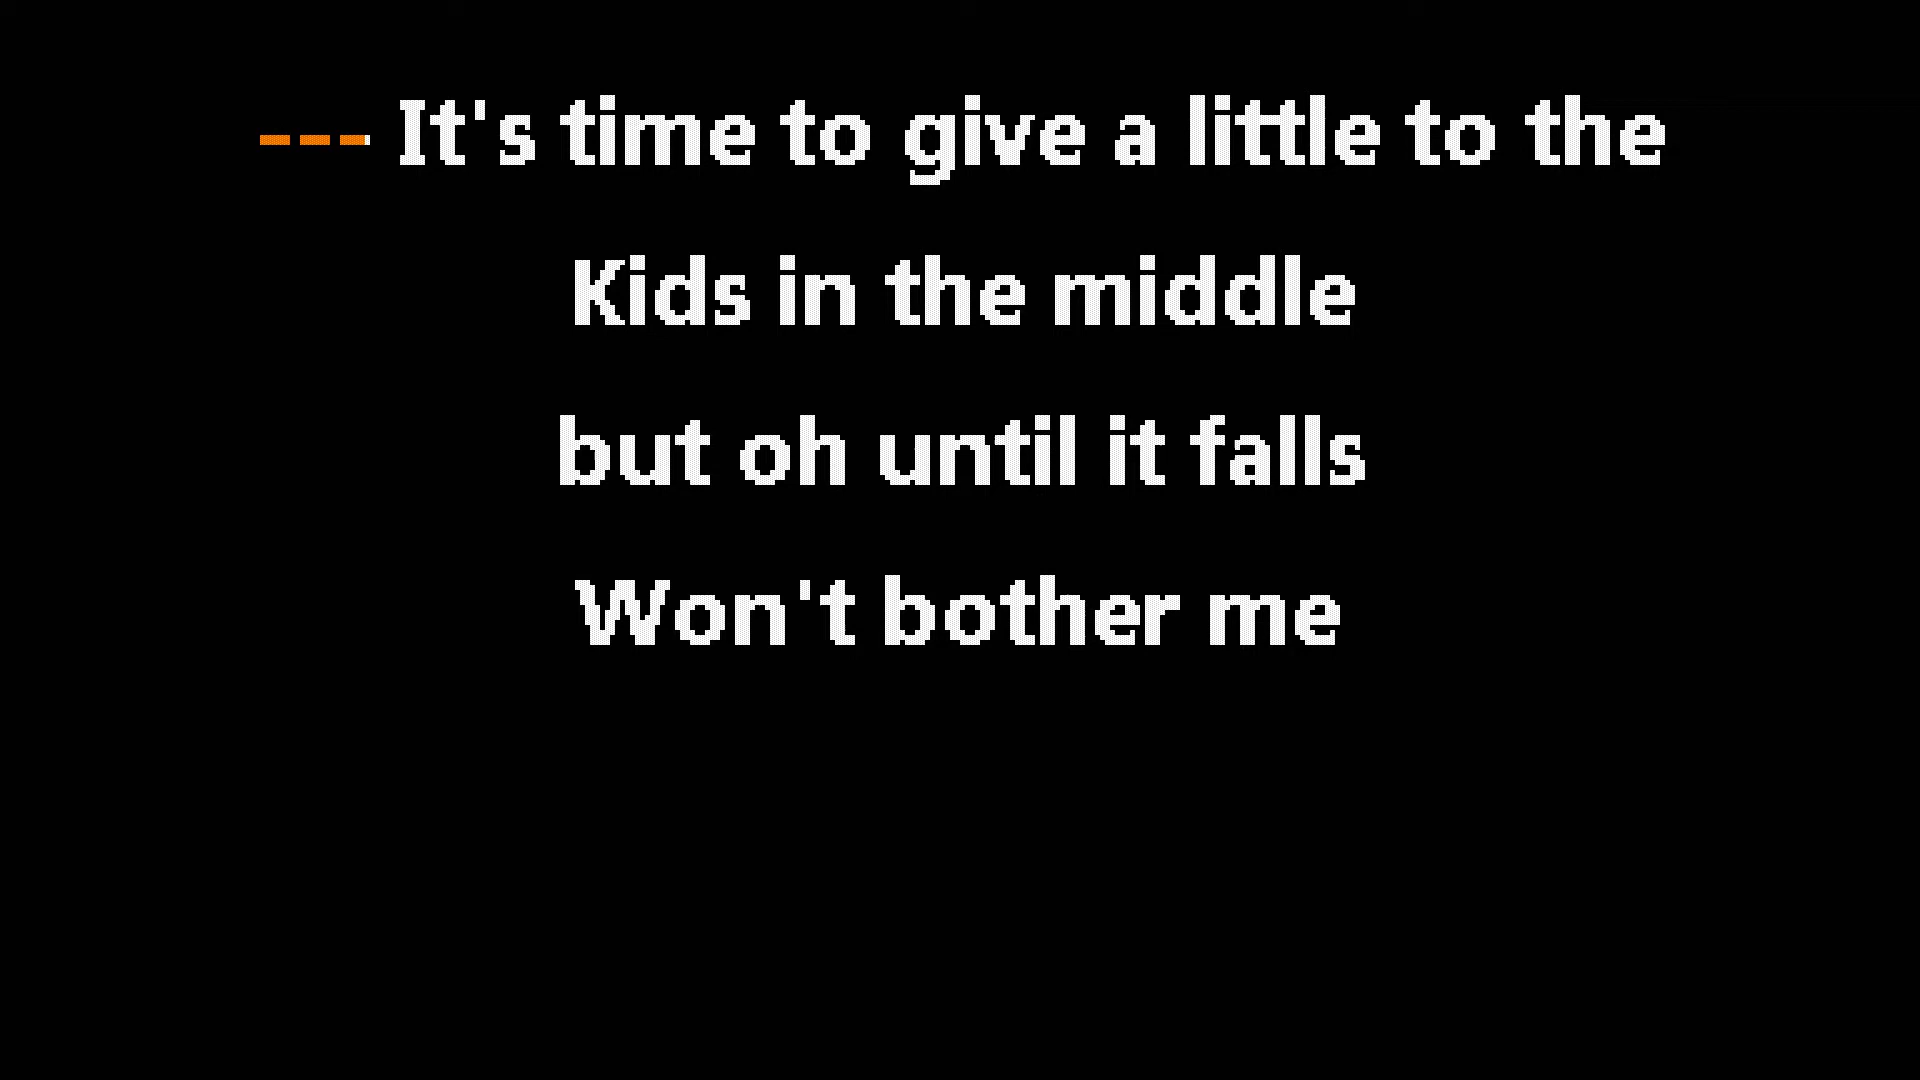 --- It's time to give a little to the
Kids in the middle
but oh until it falls
Won't bother me